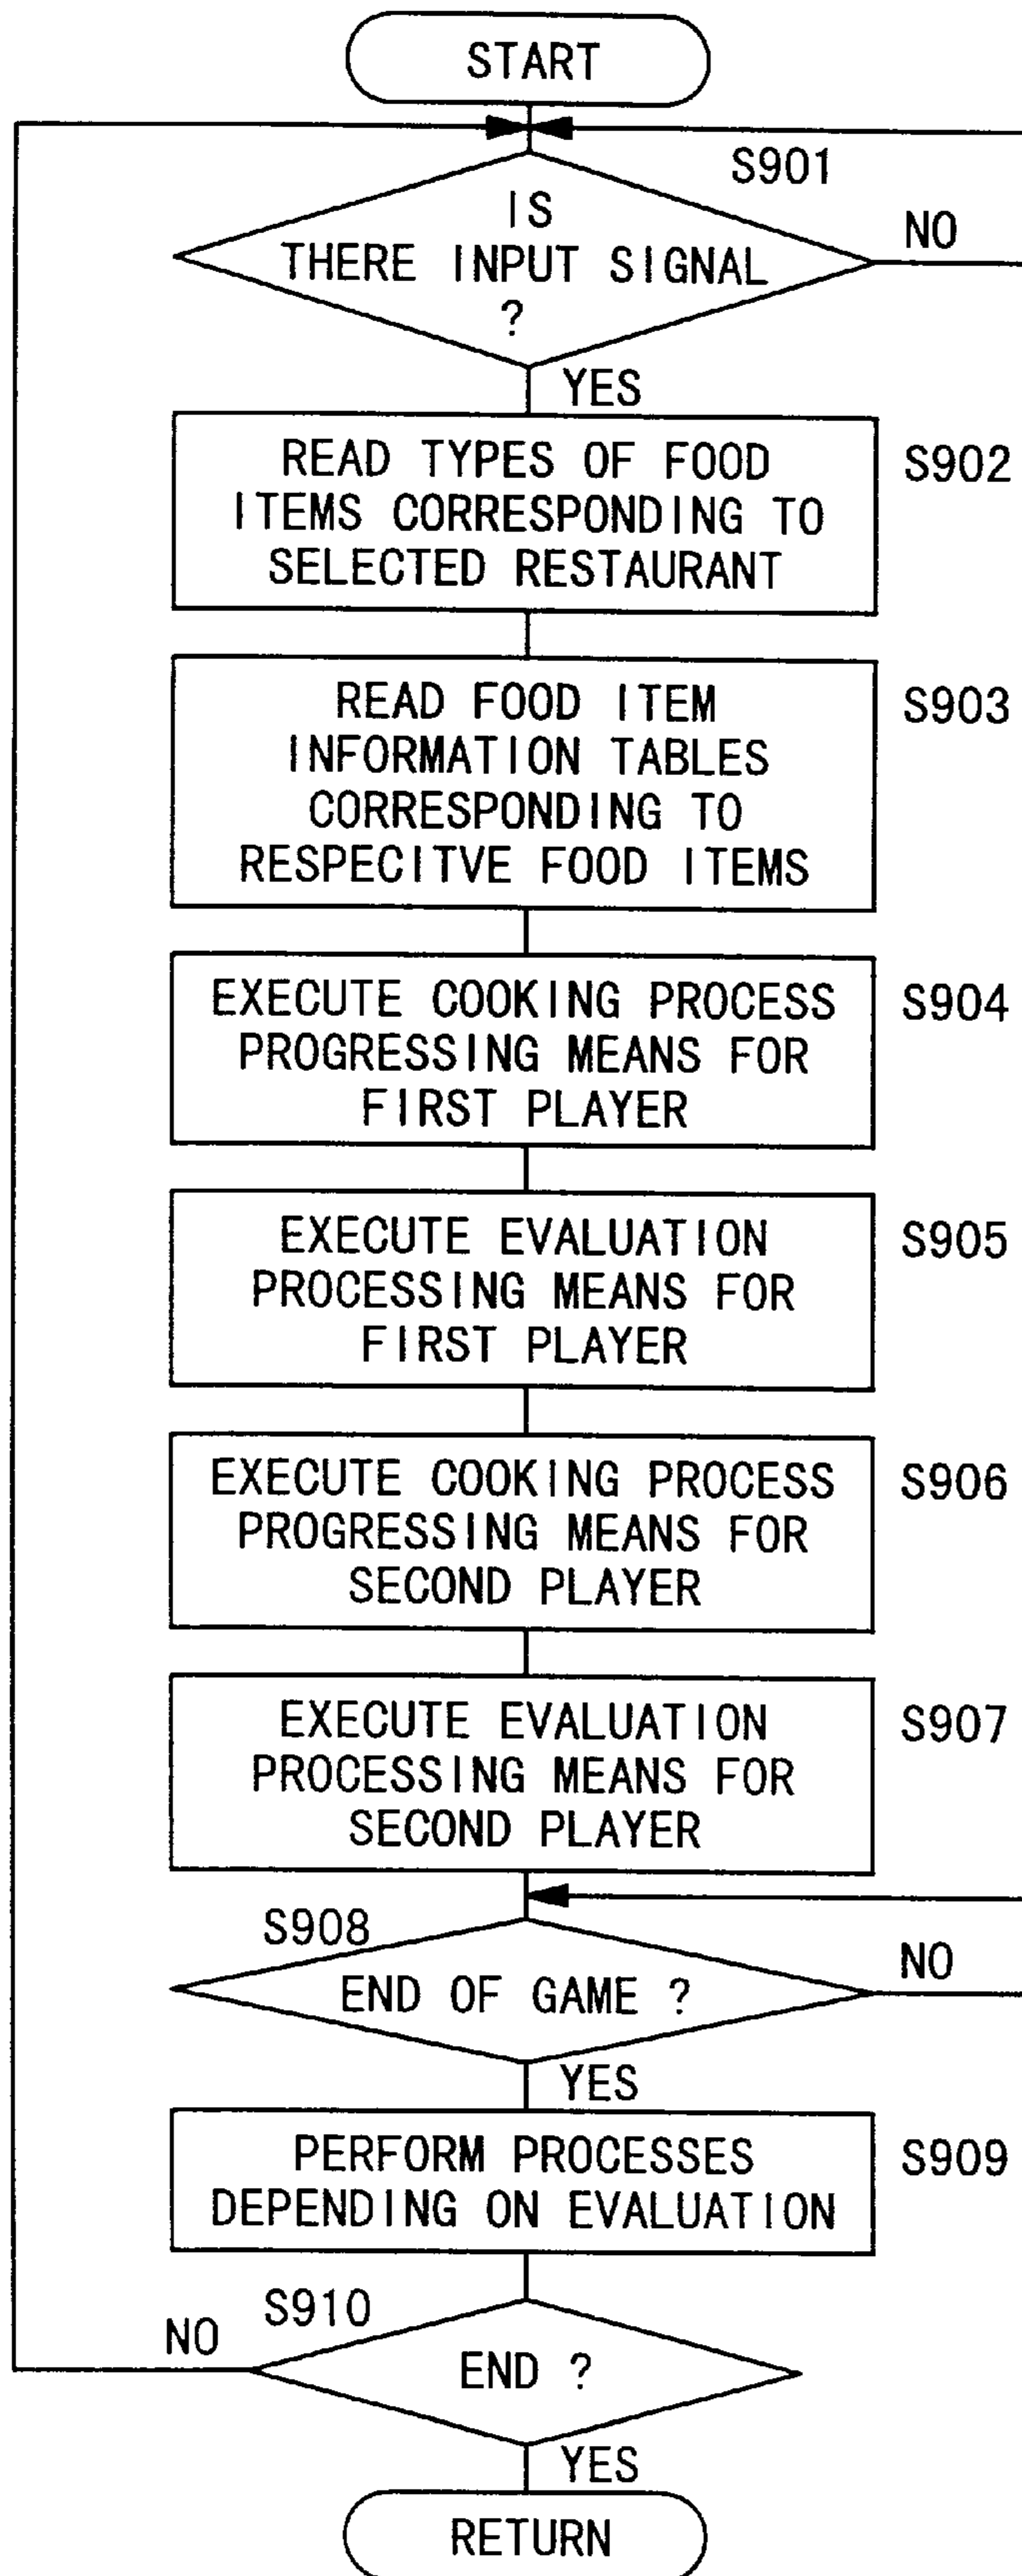 START
S901
IS
THERE INPUT SIGNAL
?
NO
YES
READ TYPES OF FOOD
ITEMS CORRESPONDING TO
SELECTED RESTAURANT
S902
READ FOOD ITEM
INFORMATION TABLES
CORRESPONDING TO
RESPECITVE FOOD ITEMS
S903
EXECUTE COOKING PROCESS
PROGRESSING MEANS FOR
FIRST PLAYER
S904
EXECUTE EVALUATION
PROCESSING MEANS FOR
FIRST PLAYER
S905
EXECUTE COOKING PROCESS
PROGRESSING MEANS FOR
SECOND PLAYER
S906
EXECUTE EVALUATION
PROCESSING MEANS FOR
SECOND PLAYER
S907
S908
END OF GAME ?
NO
YES
PERFORM PROCESSES
DEPENDING ON EVALUATION
S909
S910
NO
END ?
YES
RETURN